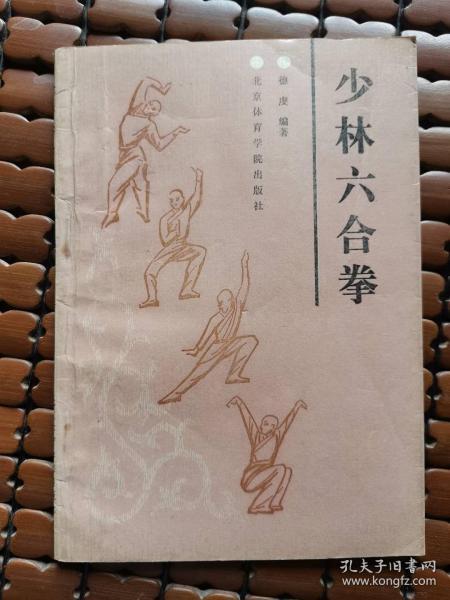 少林六合拳
德虔 编著
北京体育学院出版社
孔夫子旧书网
www.kongfz.com